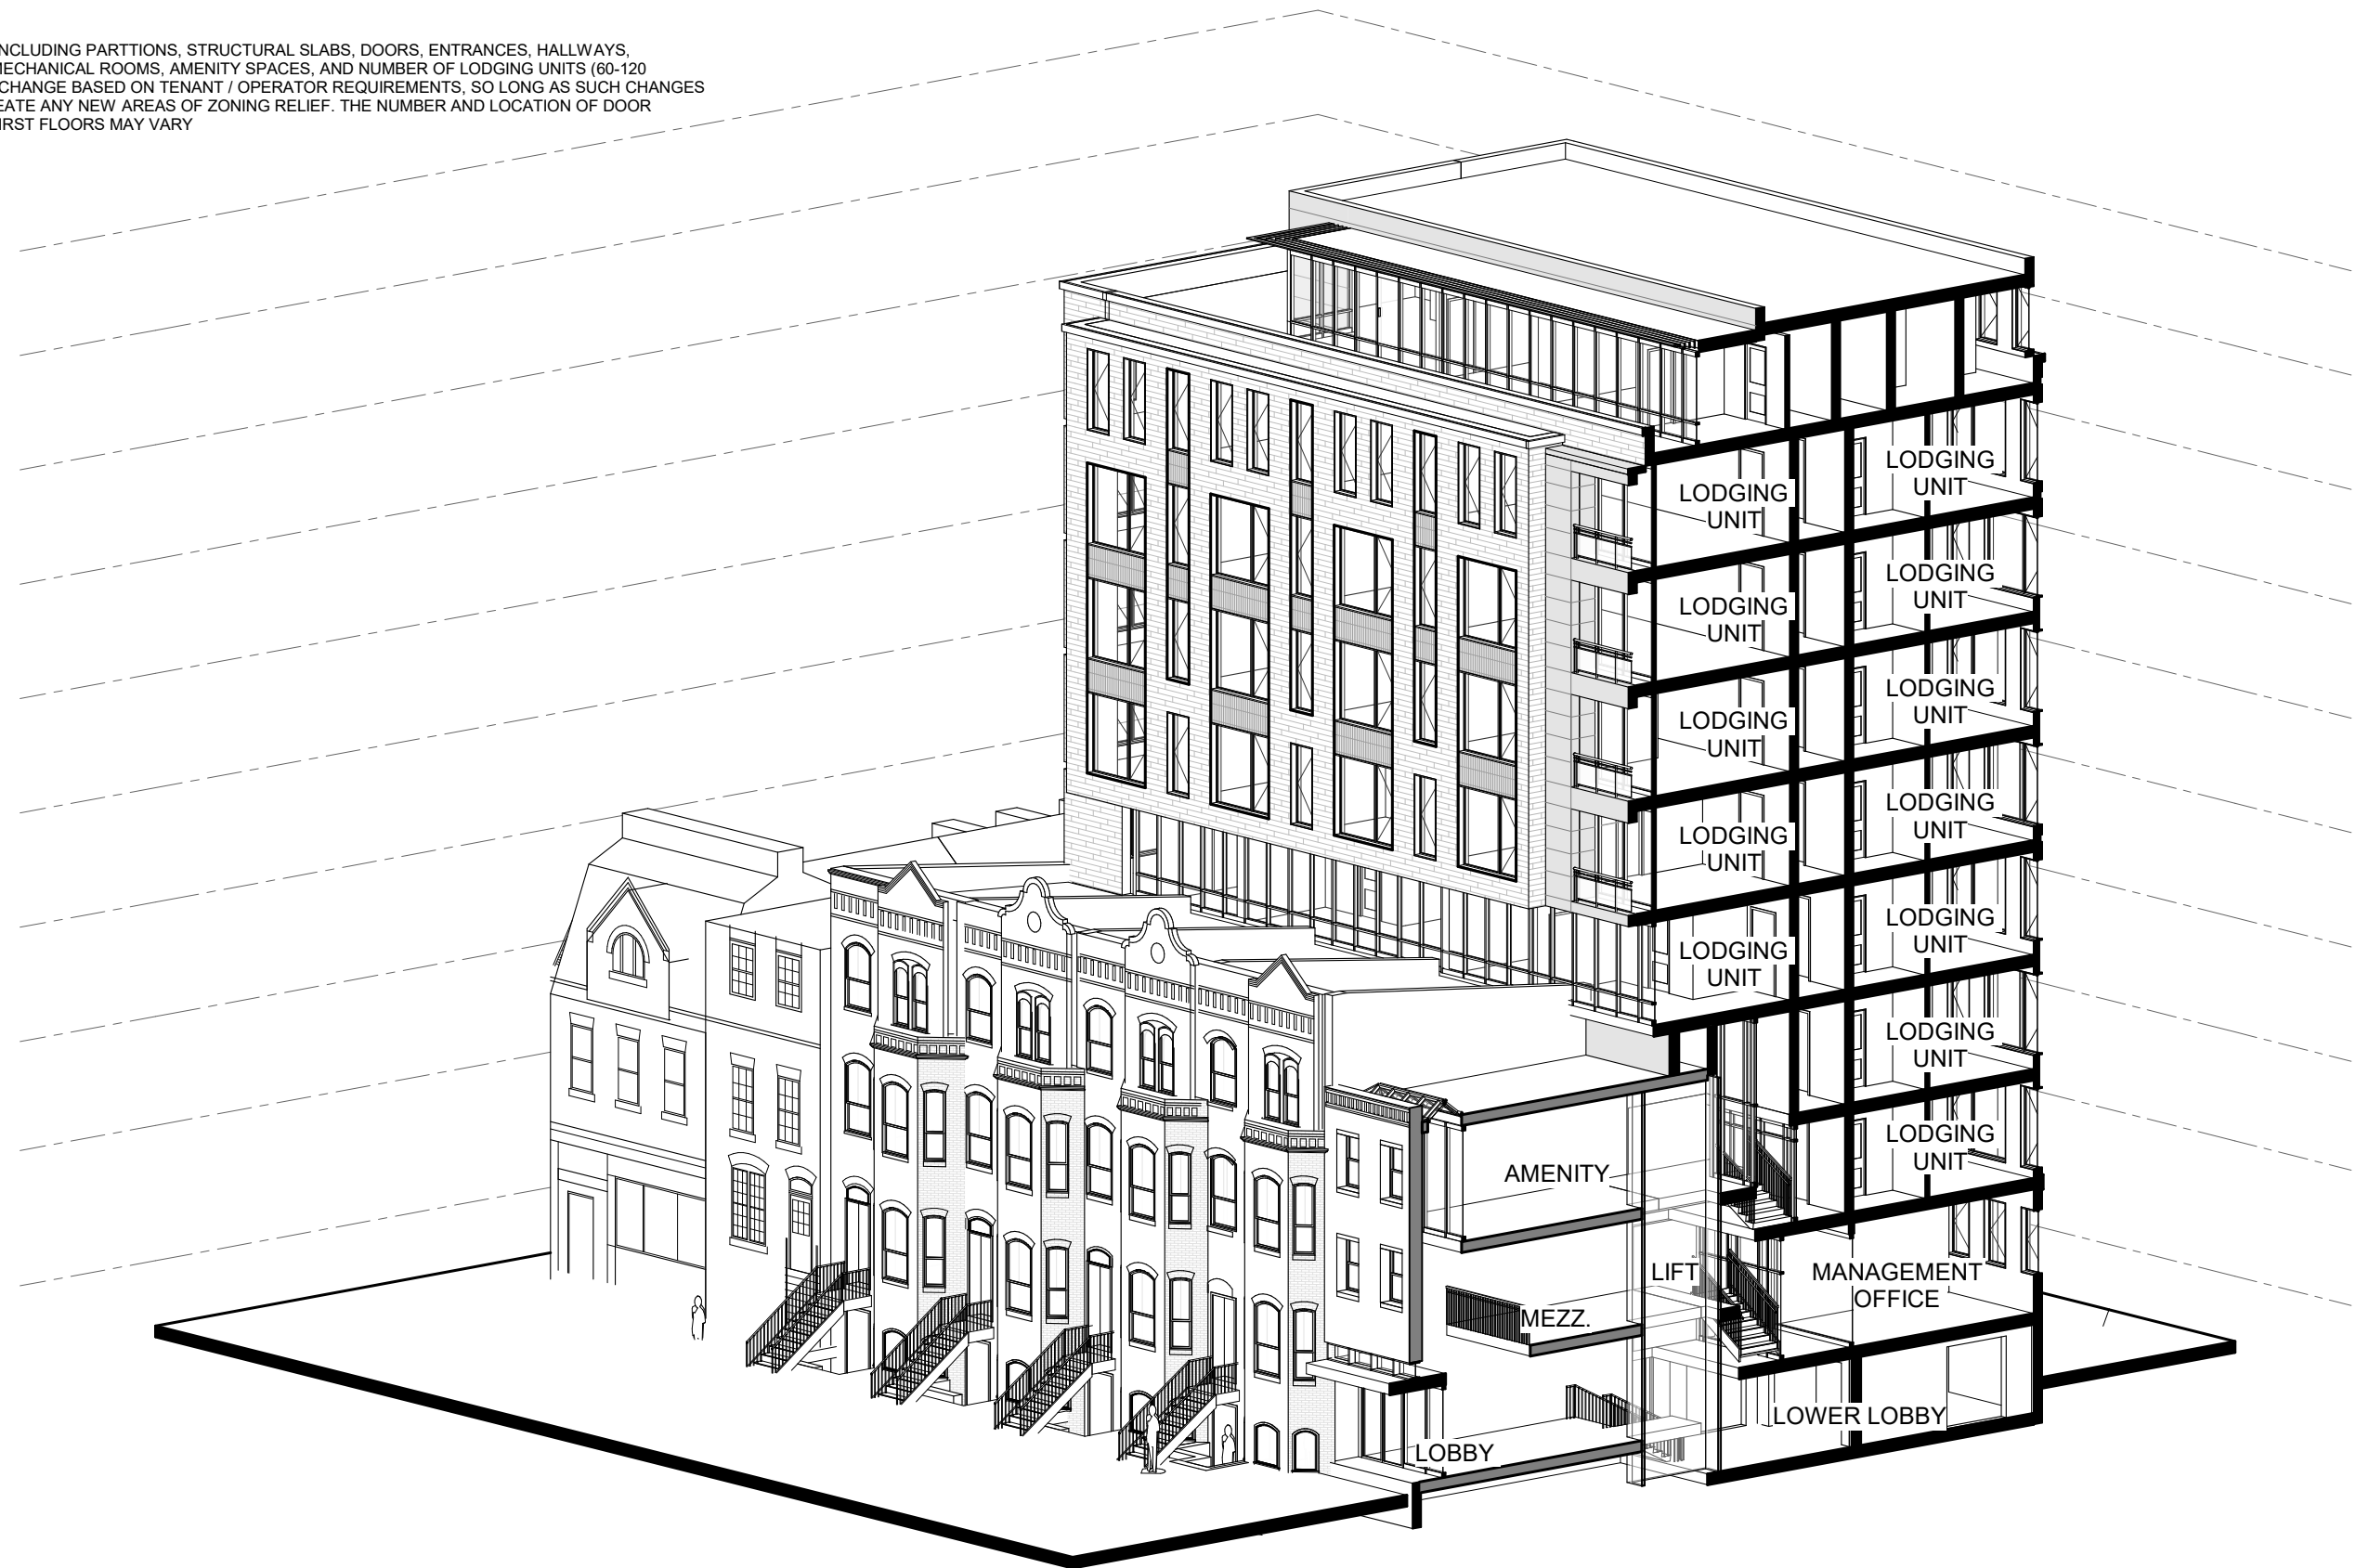 NCLUDING PARTTIONS, STRUCTURAL SLABS, DOORS, ENTRANCES, HALLWAYS,
MECHANICAL ROOMS, AMENITY SPACES, AND NUMBER OF LODGING UNITS (60-120
CHANGE BASED ON TENANT / OPERATOR REQUIREMENTS, SO LONG AS SUCH CHANGES
EATE ANY NEW AREAS OF ZONING RELIEF. THE NUMBER AND LOCATION OF DOOR
IRST FLOORS MAY VARY
LODGING
UNIT
LODGING
UNIT
LODGING
UNIT
LODGING
UNIT
LODGING
UNIT
LODGING
UNIT
LODGING
UNIT
LODGING
UNIT
LODGING
UNIT
LODGING
UNIT
LODGING
UNIT
LODGING
UNIT
AMENITY
LIFT
MANAGEMENT
OFFICE
MEZZ.
LOWER LOBBY
LOBBY